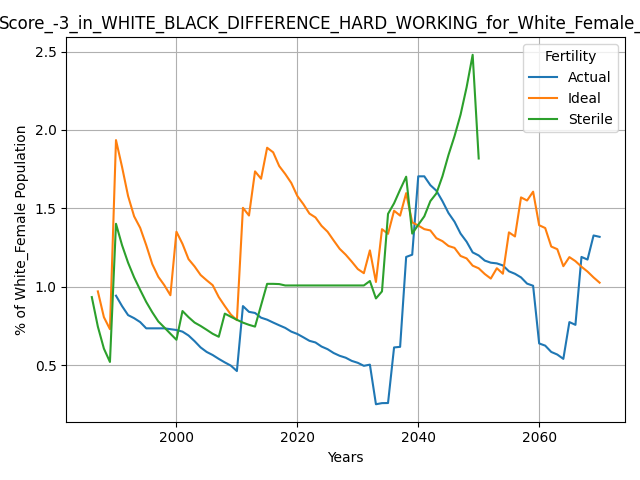 Score_-3_in_WHITE_BLACK_DIFFERENCE_HARD_WORKING_for_White_Female_
Fertility
Actual
Ideal
Sterile
% of White_Female Population
2.5
2.0
1.5
1.0
0.5
2000 2020 2040 2060
Years